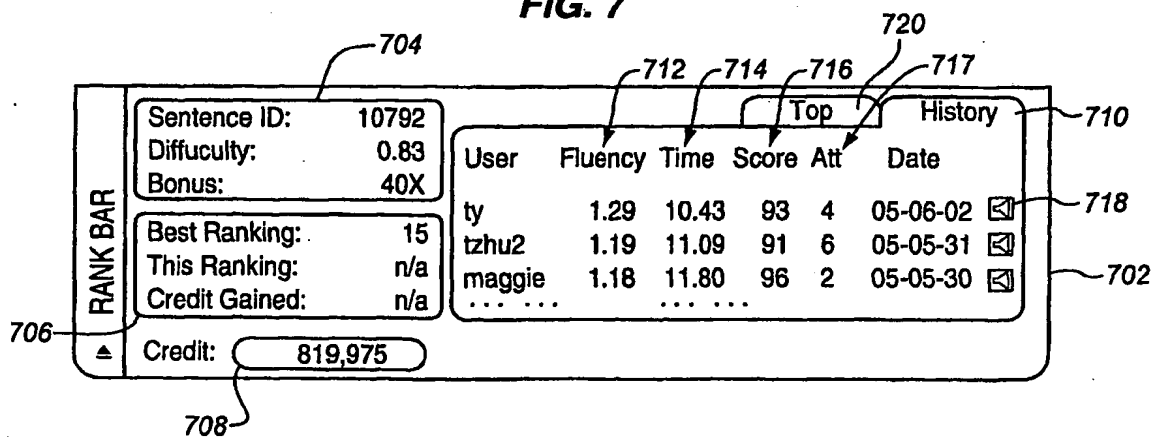 FIG. 7
720
704
712
714
716
717
Top
History
710
Sentence ID: 10792
Diffuculty: 0.83
Bonus: 40X
User Fluency Time Score Att Date
ty 1.29 10.43 93 4 05-06-02
718
tzhu2 1.19 11.09 91 6 05-05-31
maggie 1.18 11.80 96 2 05-05-30
... ... ... ...
702
RANK BAR
Best Ranking: 15
This Ranking: n/a
Credit Gained: n/a
706
Credit: 819,975
708